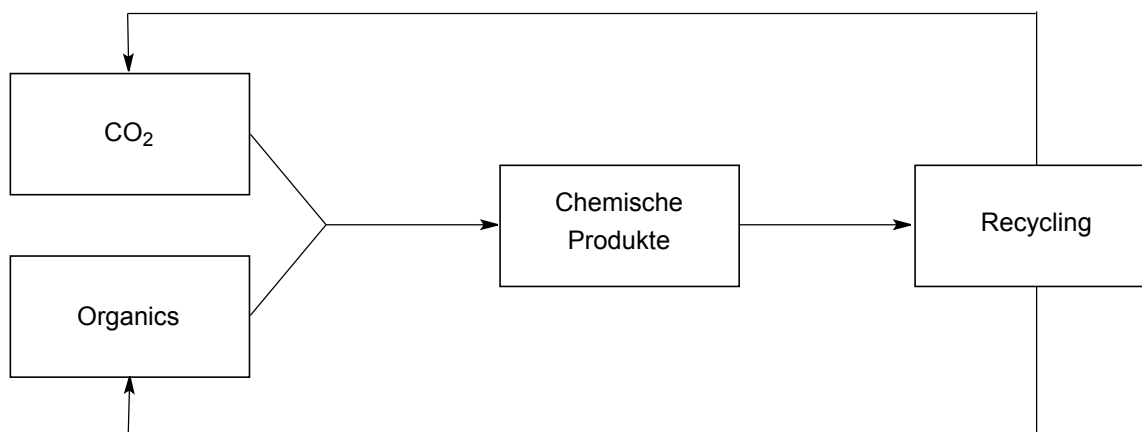 CO₂
Organics
Chemische
Produkte
Recycling